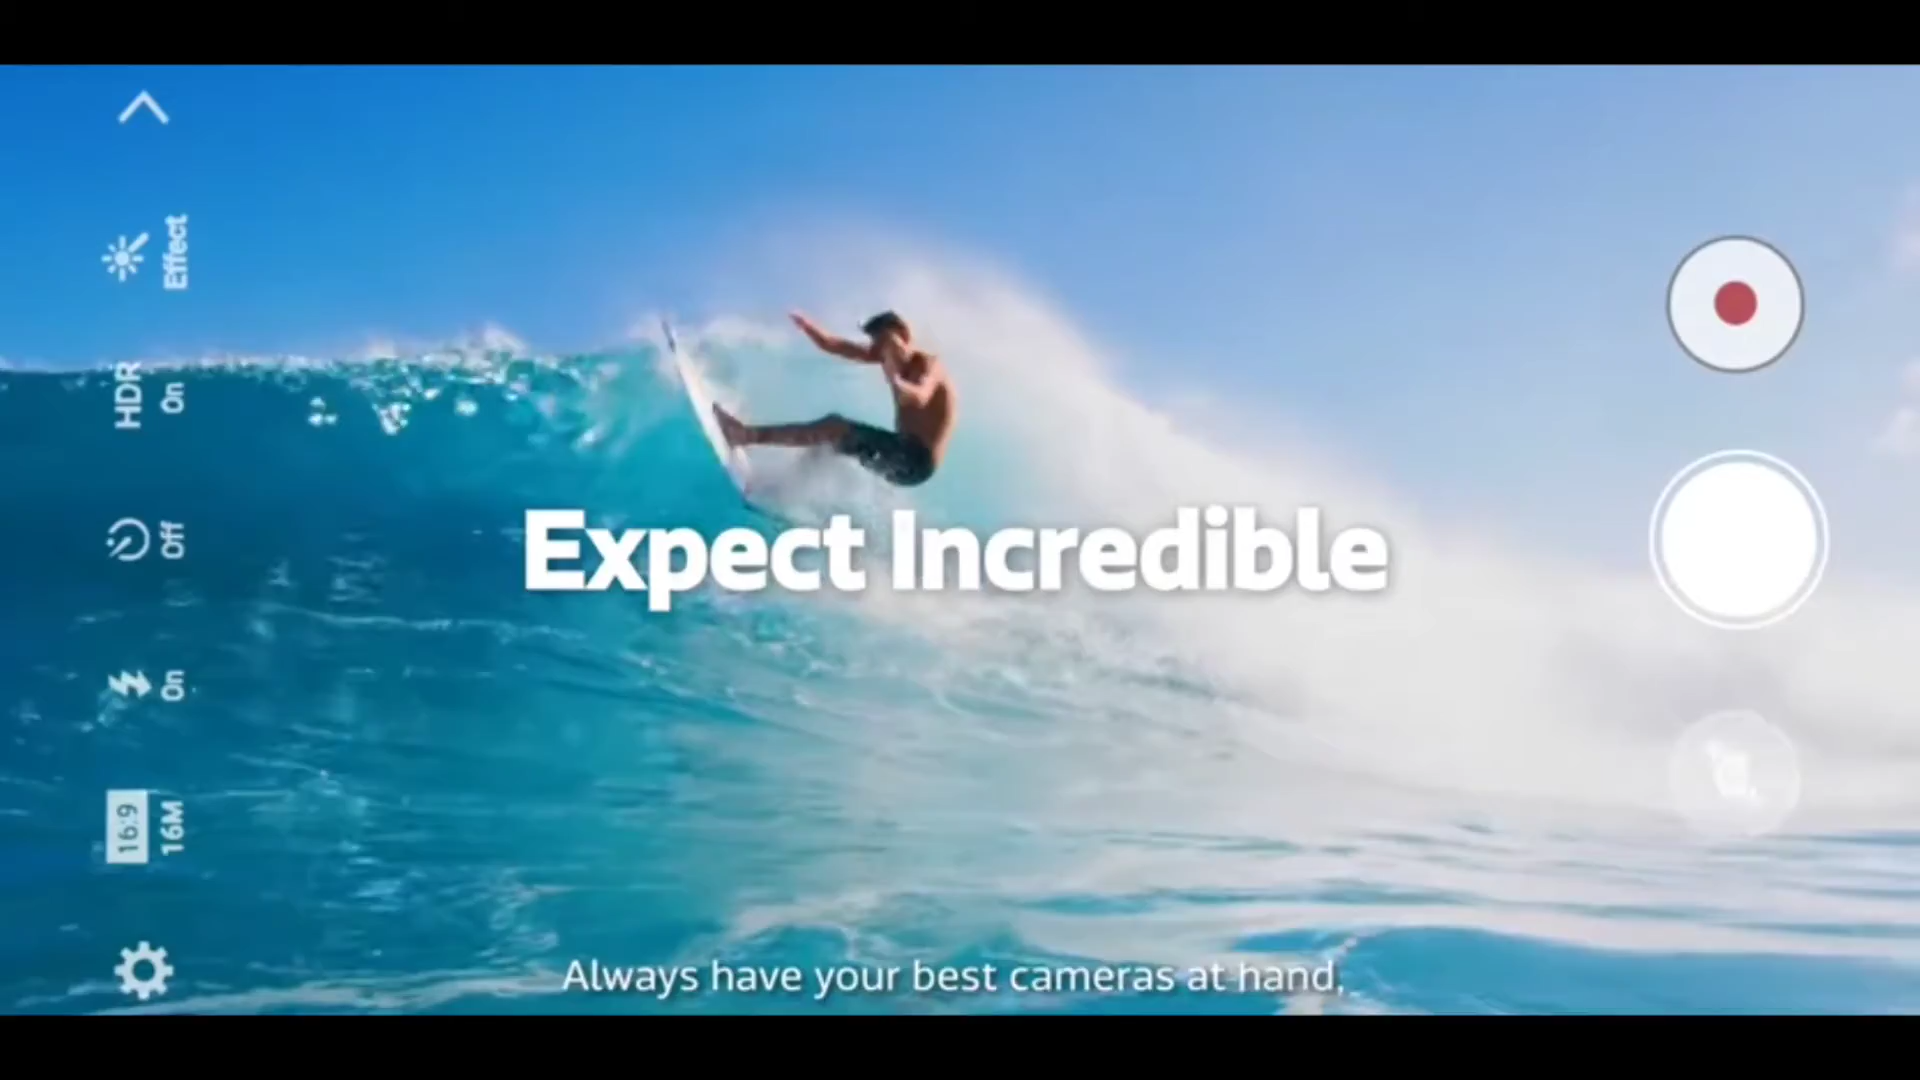 Effect
HDR
On
Off
On
16:9
16M
Expect Incredible
Always have your best cameras at hand,